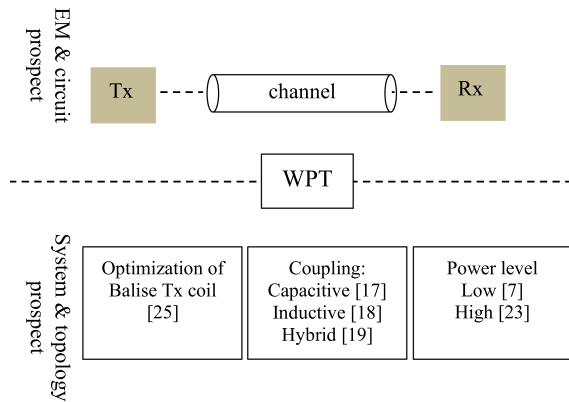 EM & circuit
prospect
Tx
channel
Rx
WPT
System & topology
prospect
Optimization of
Balise Tx coil
[25]
Coupling:
Capacitive [17]
Inductive [18]
Hybrid [19]
Power level
Low [7]
High [23]